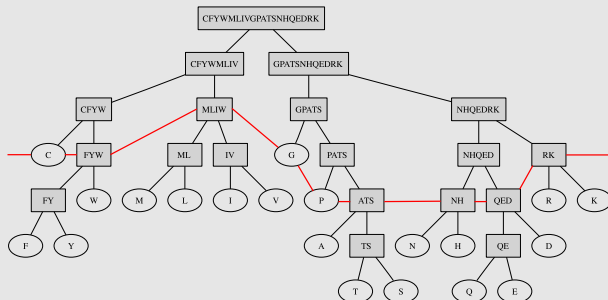 CFYWMLIVGPATSNHQEDRK
CFYWMLIV GPATSNHQEDRK
CFYW MLIW GPATS NHQEDRK
C FYW ML IV G PATS NHQED RK
FY W M L I V P ATS NH QED R K
F Y A TS N H QE D
T S Q E